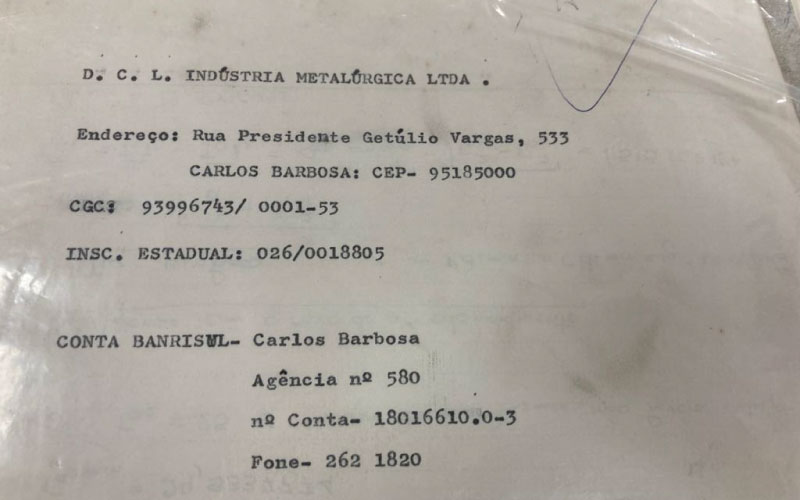 D. C. L. INDÚSTRIA METALÚRGICA LTDA .
Endereço: Rua Presidente Getúlio Vargas, 533
CARLOS BARBOSA: CEP- 95185000
CGC: 93996743/ 0001-53
INSC. ESTADUAL: 026/0018805
CONTA BANRISUL- Carlos Barbosa
Agência nº 580
nº Conta- 18016610.0-3
Fone- 262 1820